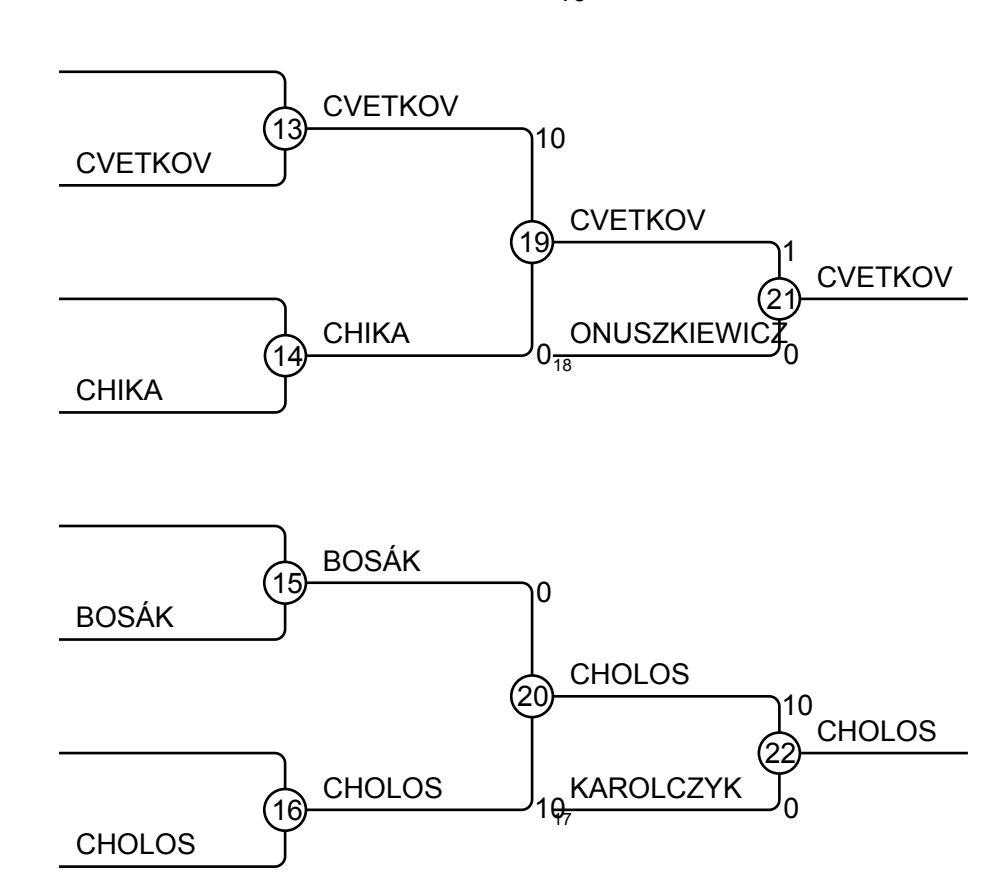 CVETKOV
13
CVETKOV
10
CVETKOV
19
1
CVETKOV
21
CHIKA
14
0
18
ONUSZKIEWICZ
0
CHIKA
BOSÁK
15
0
BOSÁK
CHOLOS
20
10
CHOLOS
22
CHOLOS
16
10
17
KAROLCZYK
0
CHOLOS